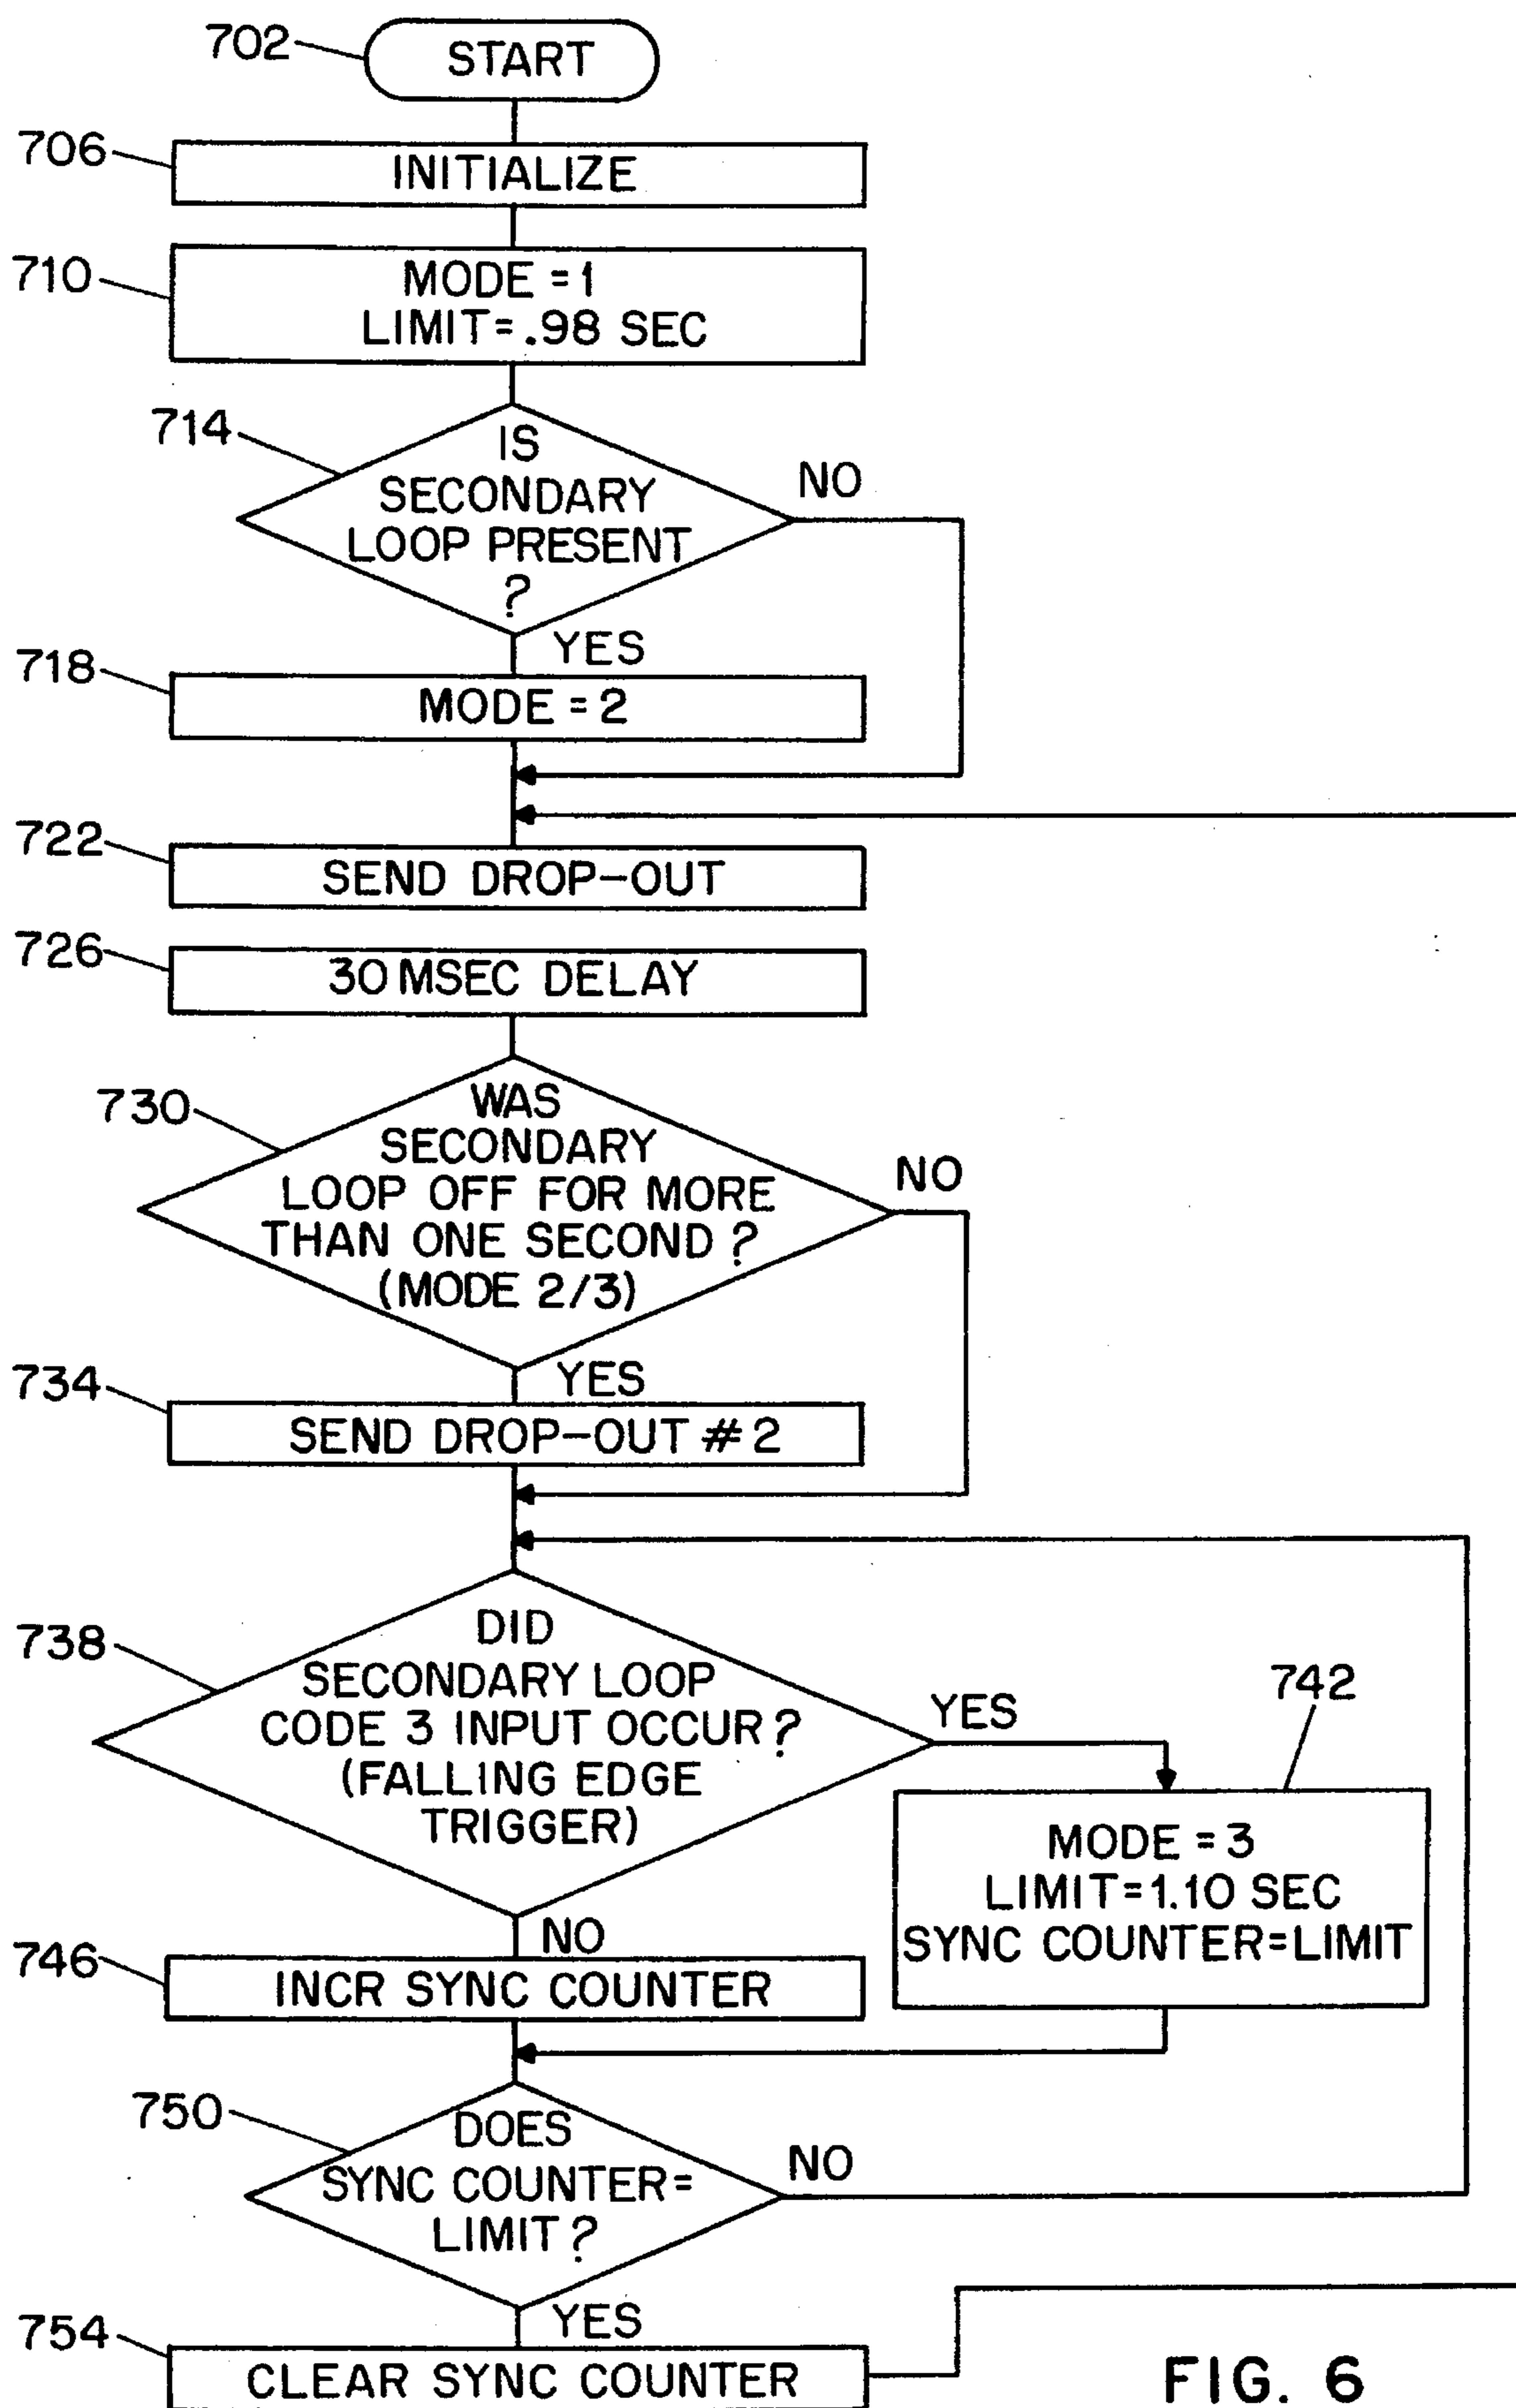 702
START
706
INITIALIZE
710
MODE = 1
LIMIT = .98 SEC
714
IS
SECONDARY
LOOP PRESENT
?
NO
YES
718
MODE = 2
722
SEND DROP-OUT
726
30 MSEC DELAY
730
WAS
SECONDARY
LOOP OFF FOR MORE
THAN ONE SECOND ?
(MODE 2/3)
NO
YES
734
SEND DROP-OUT #2
738
DID
SECONDARY LOOP
CODE 3 INPUT OCCUR ?
(FALLING EDGE
TRIGGER)
YES
742
MODE = 3
LIMIT = 1.10 SEC
SYNC COUNTER=LIMIT
NO
746
INCR SYNC COUNTER
750
DOES
SYNC COUNTER=
LIMIT ?
NO
YES
754
CLEAR SYNC COUNTER
FIG. 6